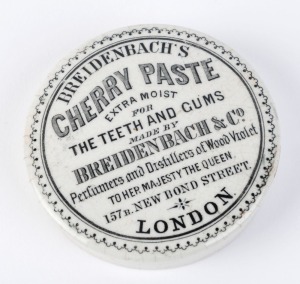 BREIDENBACH'S
CHERRY PASTE
EXTRA MOIST
FOR
THE TEETH AND GUMS
MADE BY
BREIDENBACH & CO.
Perfumers and Distillers of Wood Violet
TO HER MAJESTY THE QUEEN.
157B. NEW BOND STREET.
LONDON